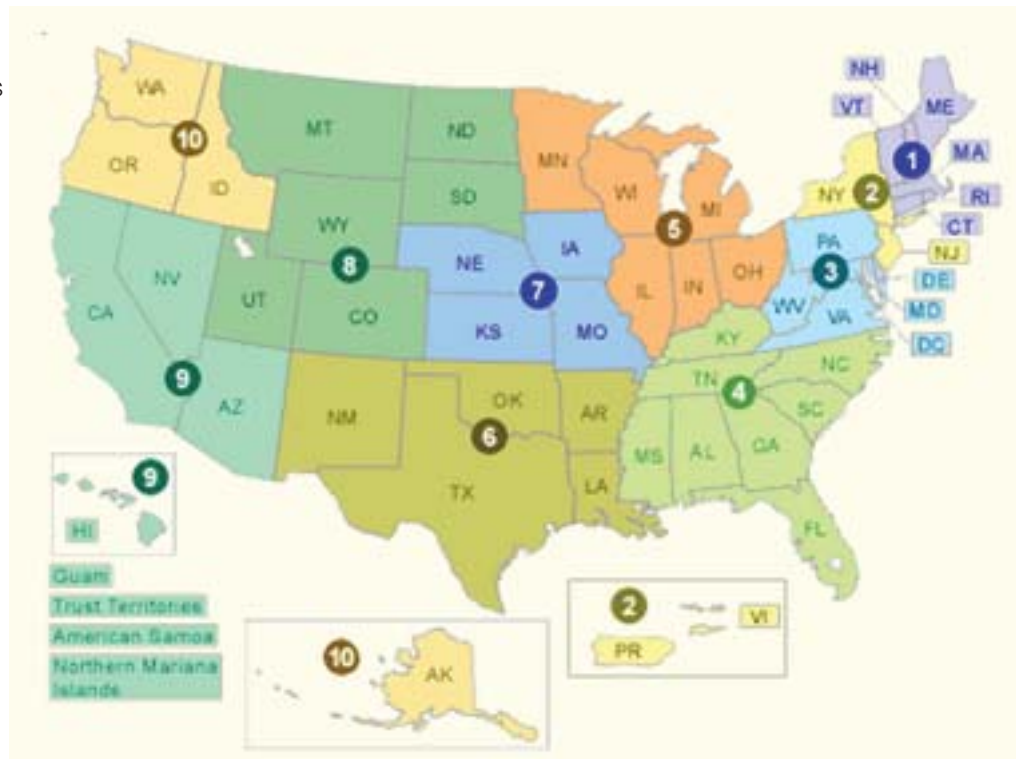 s
NH
WA
VT
ME
MT
ND
10
MN
1
MA
OR
ID
WI
MI
NY
2
RI
SD
CT
WY
5
PA
NJ
IA
8
NE
OH
3
DE
NV
7
IL
IN
UT
WV
MD
CA
CO
KS
MO
VA
DC
KY
9
TN
NC
4
AZ
NM
OK
AR
SC
6
MS
AL
GA
9
TX
LA
HI
FL
Guam
Trust Territories
2
VI
American Samoa
PR
Northern Mariana
Islands
10
AK